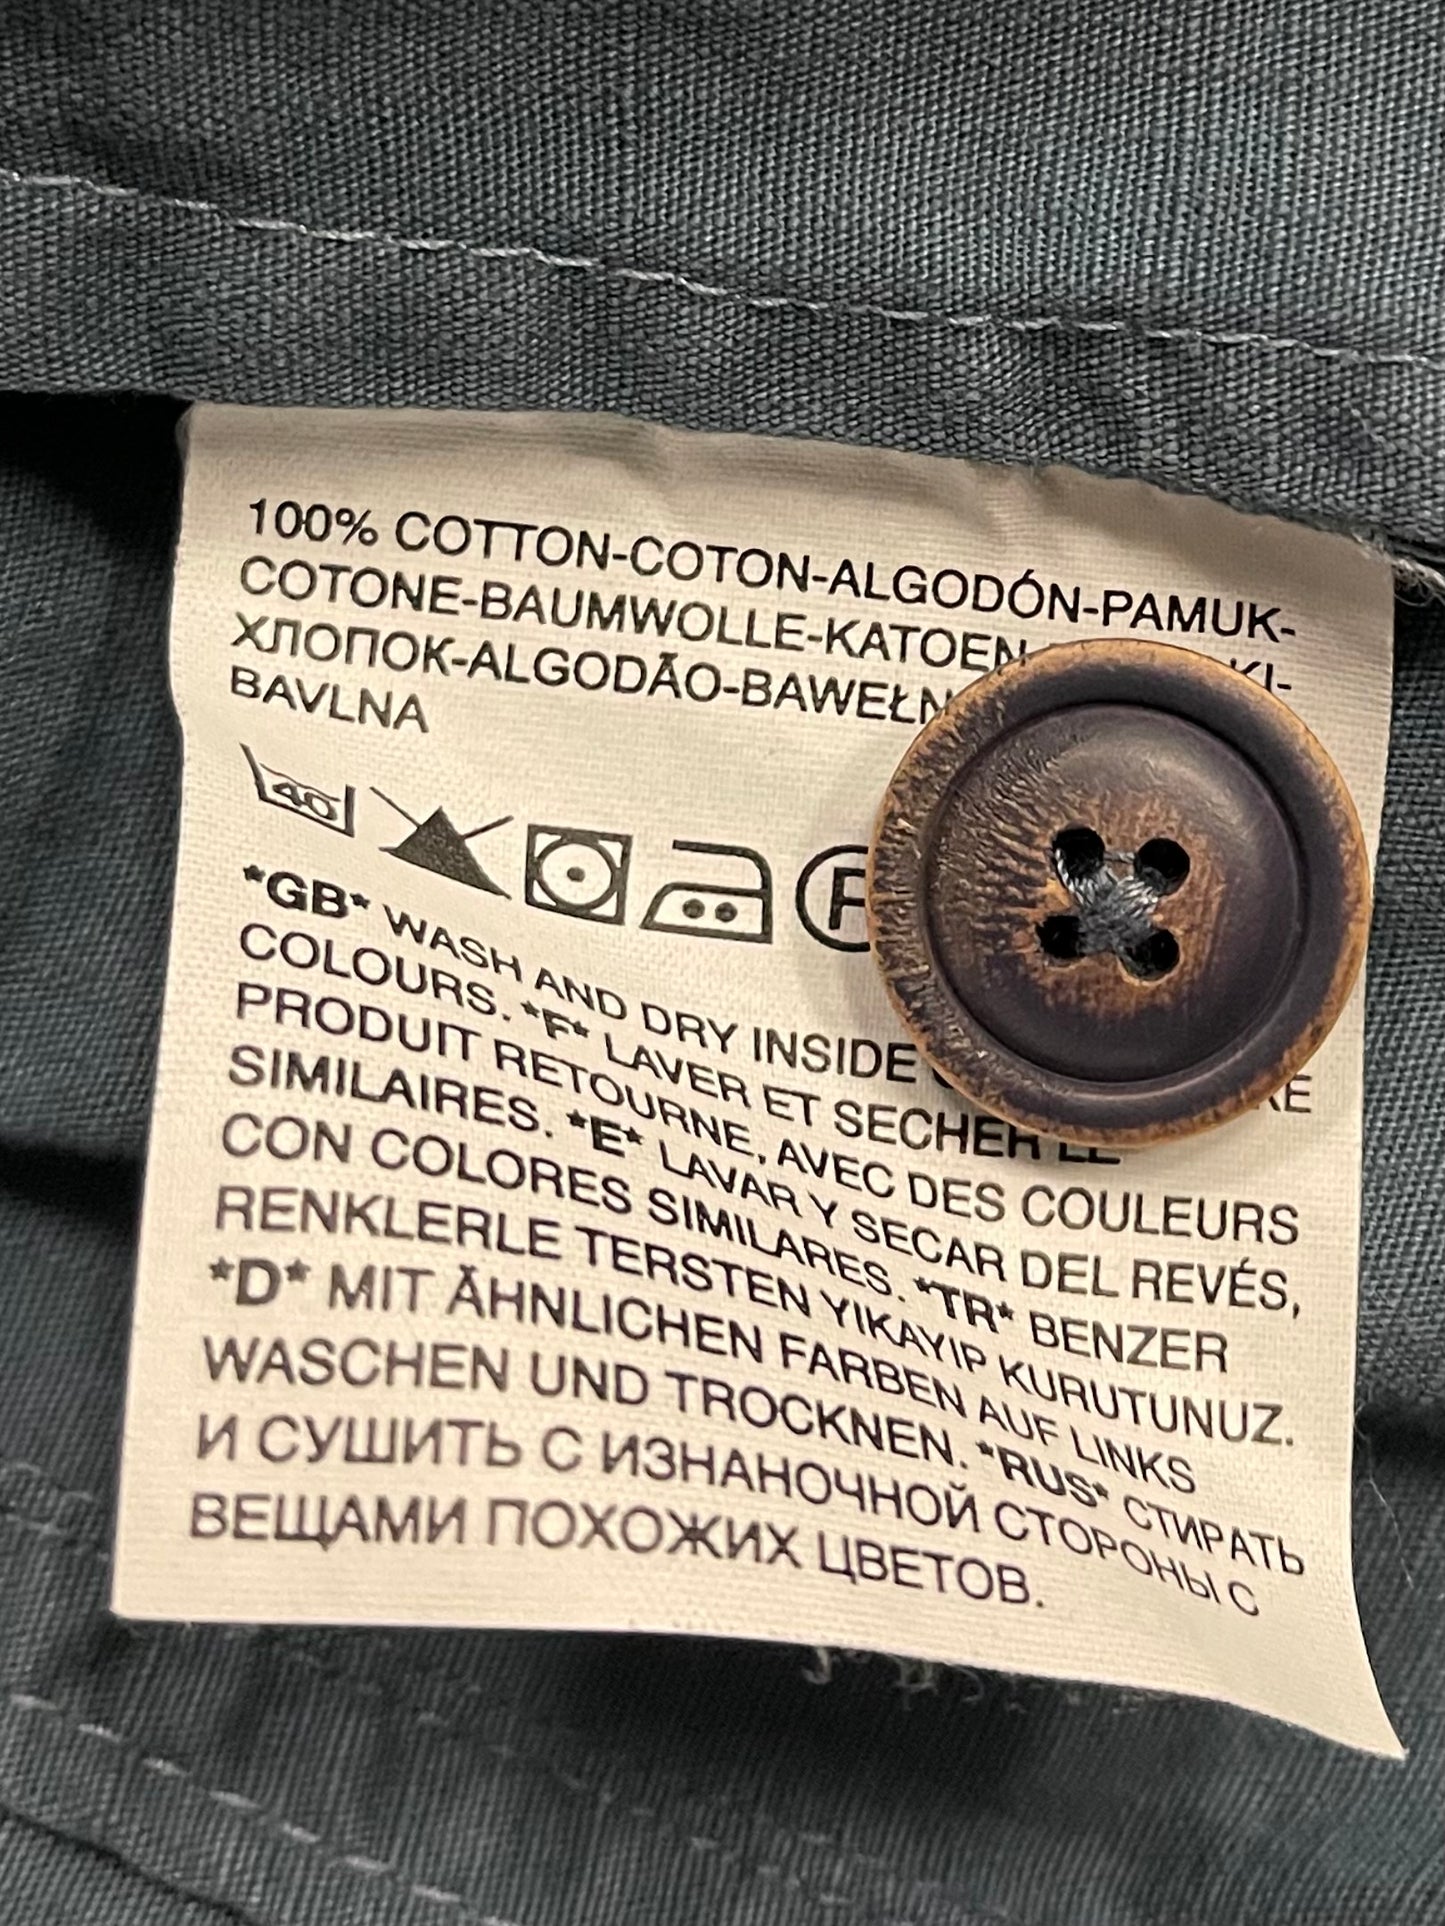 100% COTTON-COTON-ALGODÓN-PAMUK-
COTONE-BAUMWOLLE-KATOEN-
ХЛОПОК-ALGODÃO-BAWEŁN
BAVLNA
40
F
*GB* WASH AND DRY INSIDE
COLOURS. *F* LAVER ET SECHER LE
PRODUIT RETOURNE, AVEC DES COULEURS
SIMILAIRES. *E* LAVAR Y SECAR DEL REVÉS,
CON COLORES SIMILARES. *TR* BENZER
RENKLERLE TERSTEN YIKAYIP KURUTUNUZ.
*D* MIT ÄHNLICHEN FARBEN AUF LINKS
WASCHEN UND TROCKNEN. *RUS* СТИРАТЬ
И СУШИТЬ С ИЗНАНОЧНОЙ СТОРОНЫ С
ВЕЩАМИ ПОХОЖИХ ЦВЕТОВ.